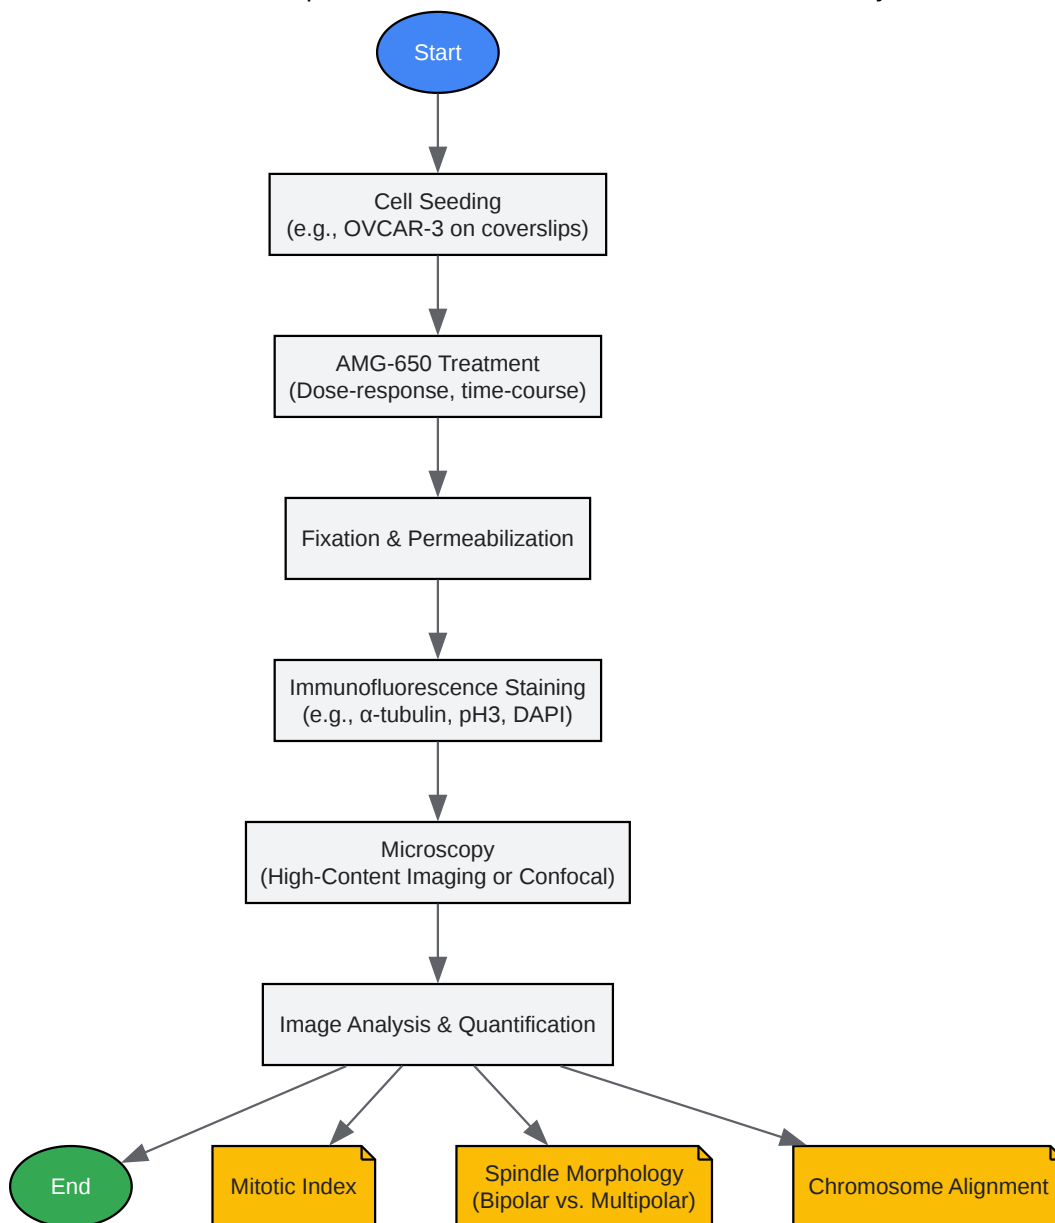 Start
Cell Seeding
(e.g., OVCAR-3 on coverslips)
AMG-650 Treatment
(Dose-response, time-course)
Fixation & Permeabilization
Immunofluorescence Staining
(e.g., α-tubulin, pH3, DAPI)
Microscopy
(High-Content Imaging or Confocal)
Image Analysis & Quantification
End
Mitotic Index
Spindle Morphology
(Bipolar vs. Multipolar)
Chromosome Alignment